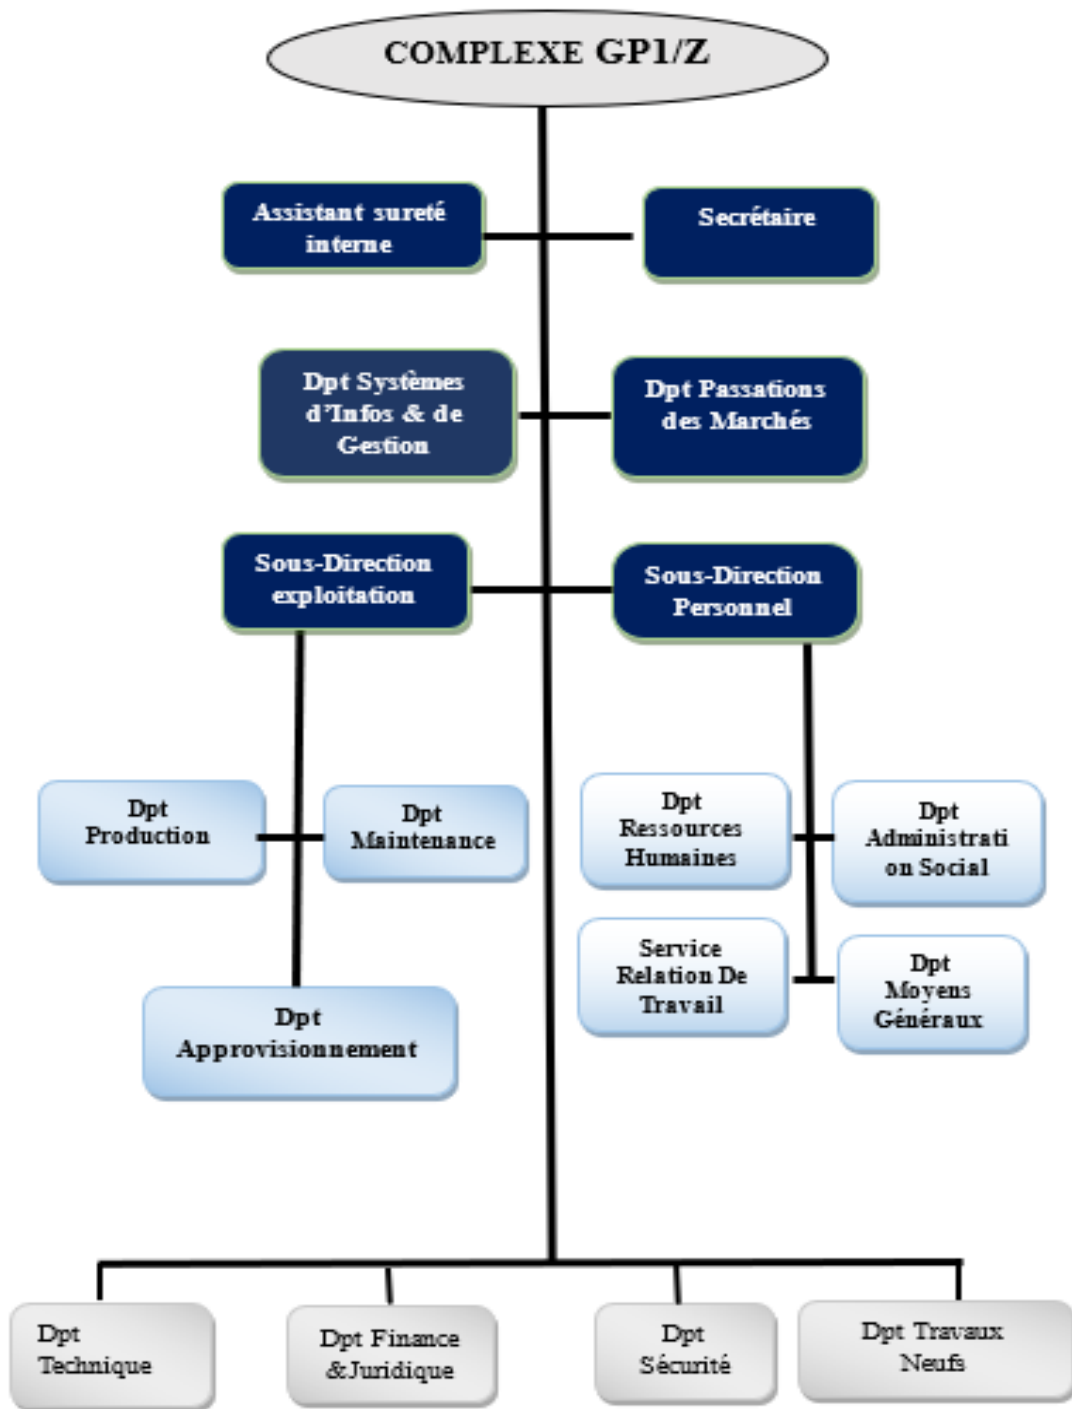 COMPLEXE GP1/Z
Assistant sureté
interne
Secrétaire
Dpt Systèmes
d'Infos & de
Gestion
Dpt Passations
des Marchés
Sous-Direction
exploitation
Sous-Direction
Personnel
Dpt
Production
Dpt
Maintenance
Dpt
Ressources
Humaines
Dpt
Administrati
on Social
Dpt
Approvisionnement
Service
Relation De
Travail
Dpt
Moyens
Généraux
Dpt
Technique
Dpt Finance
&Juridique
Dpt
Sécurité
Dpt Travaux
Neufs